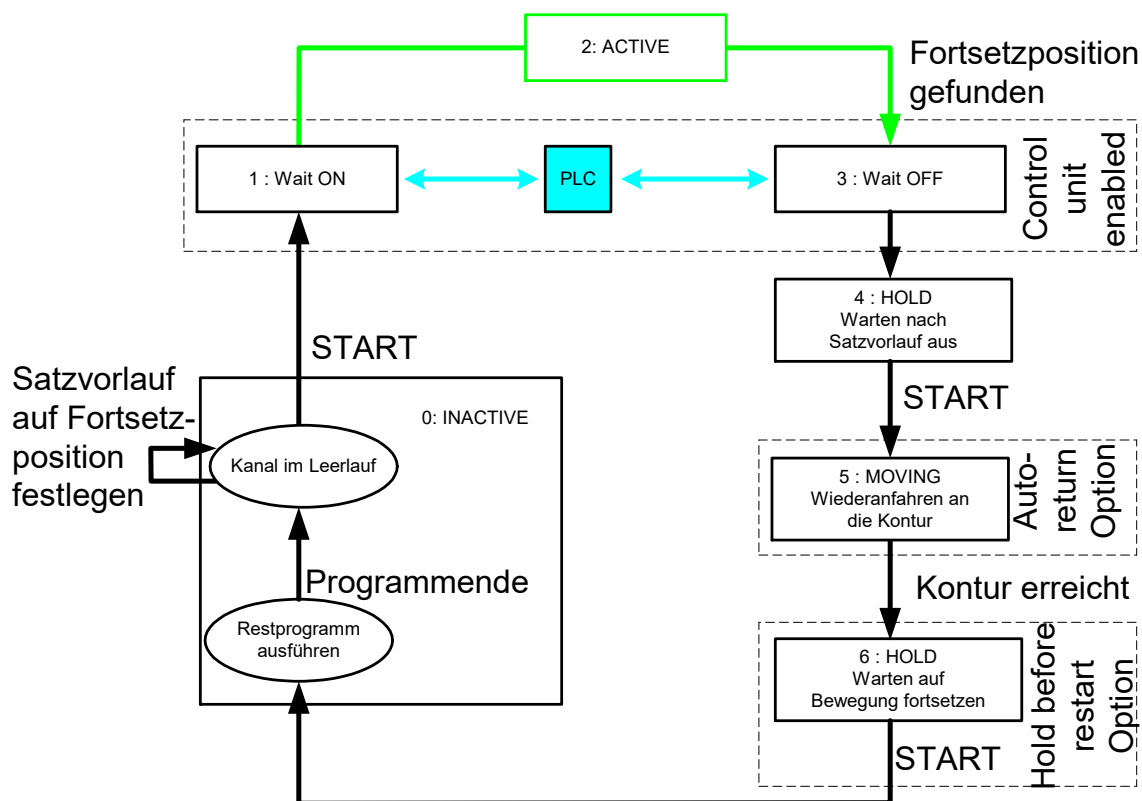 2: ACTIVE
Fortsetzposition
gefunden
1 : Wait ON
PLC
3 : Wait OFF
Control
unit
enabled
4 : HOLD
Warten nach
Satzvorlauf aus
START
START
Satzvorlauf
auf Fortsetz-
position
festlegen
0: INACTIVE
Kanal im Leerlauf
5 : MOVING
Wiederanfahren an
die Kontur
Auto-
return
Option
Programmende
Kontur erreicht
Restprogramm
ausführen
6 : HOLD
Warten auf
Bewegung fortsetzen
Hold before
restart
Option
START